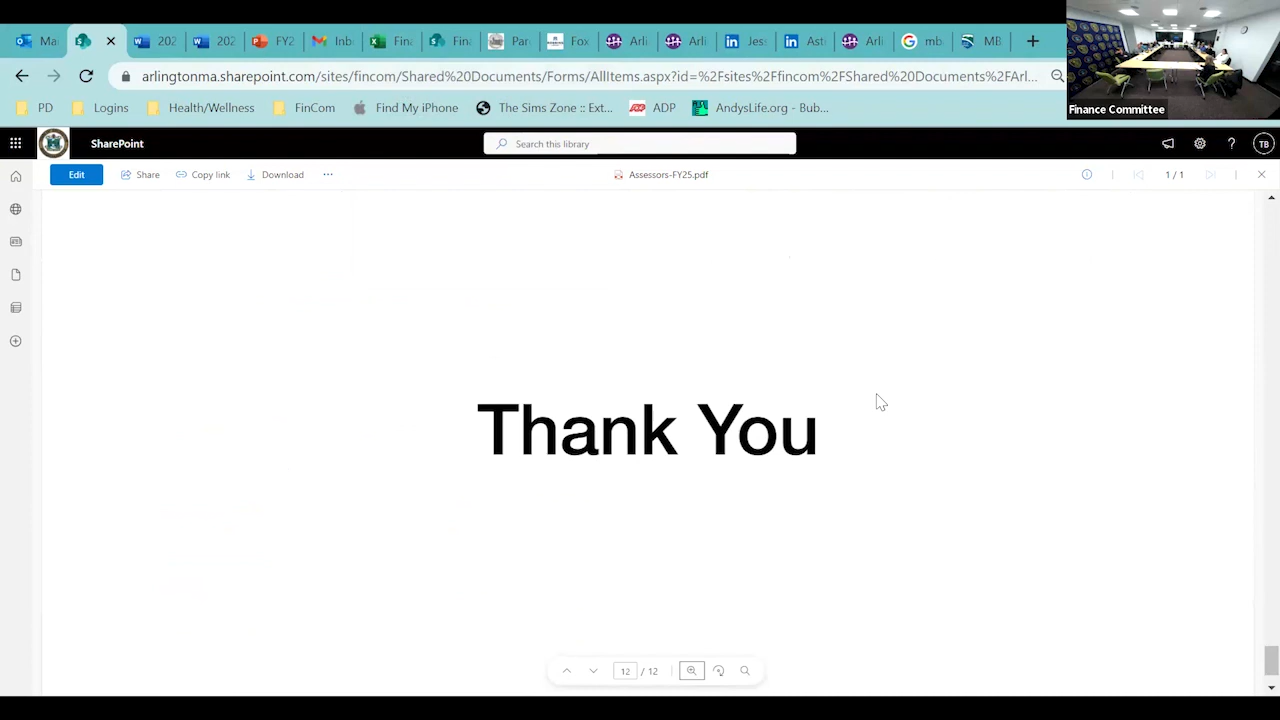 Ma
202
202
FY2
Inb
Fina
Fin
Par
Fox
Arli
Arli
Jes
Ast
Arli
mb
MB
arlingtonma.sharepoint.com/sites/fincom/Shared%20Documents/Forms/AllItems.aspx?id=%2Fsites%2Ffincom%2FShared%20Documents%2FArl...
PD
Logins
Health/Wellness
FinCom
Find My iPhone
The Sims Zone :: Ext...
ADP
AndysLife.org - Bub...
Finance Committee
SharePoint
Search this library
TB
Edit
Share
Copy link
Download
Assessors-FY25.pdf
1 / 1
Thank You
12 / 12